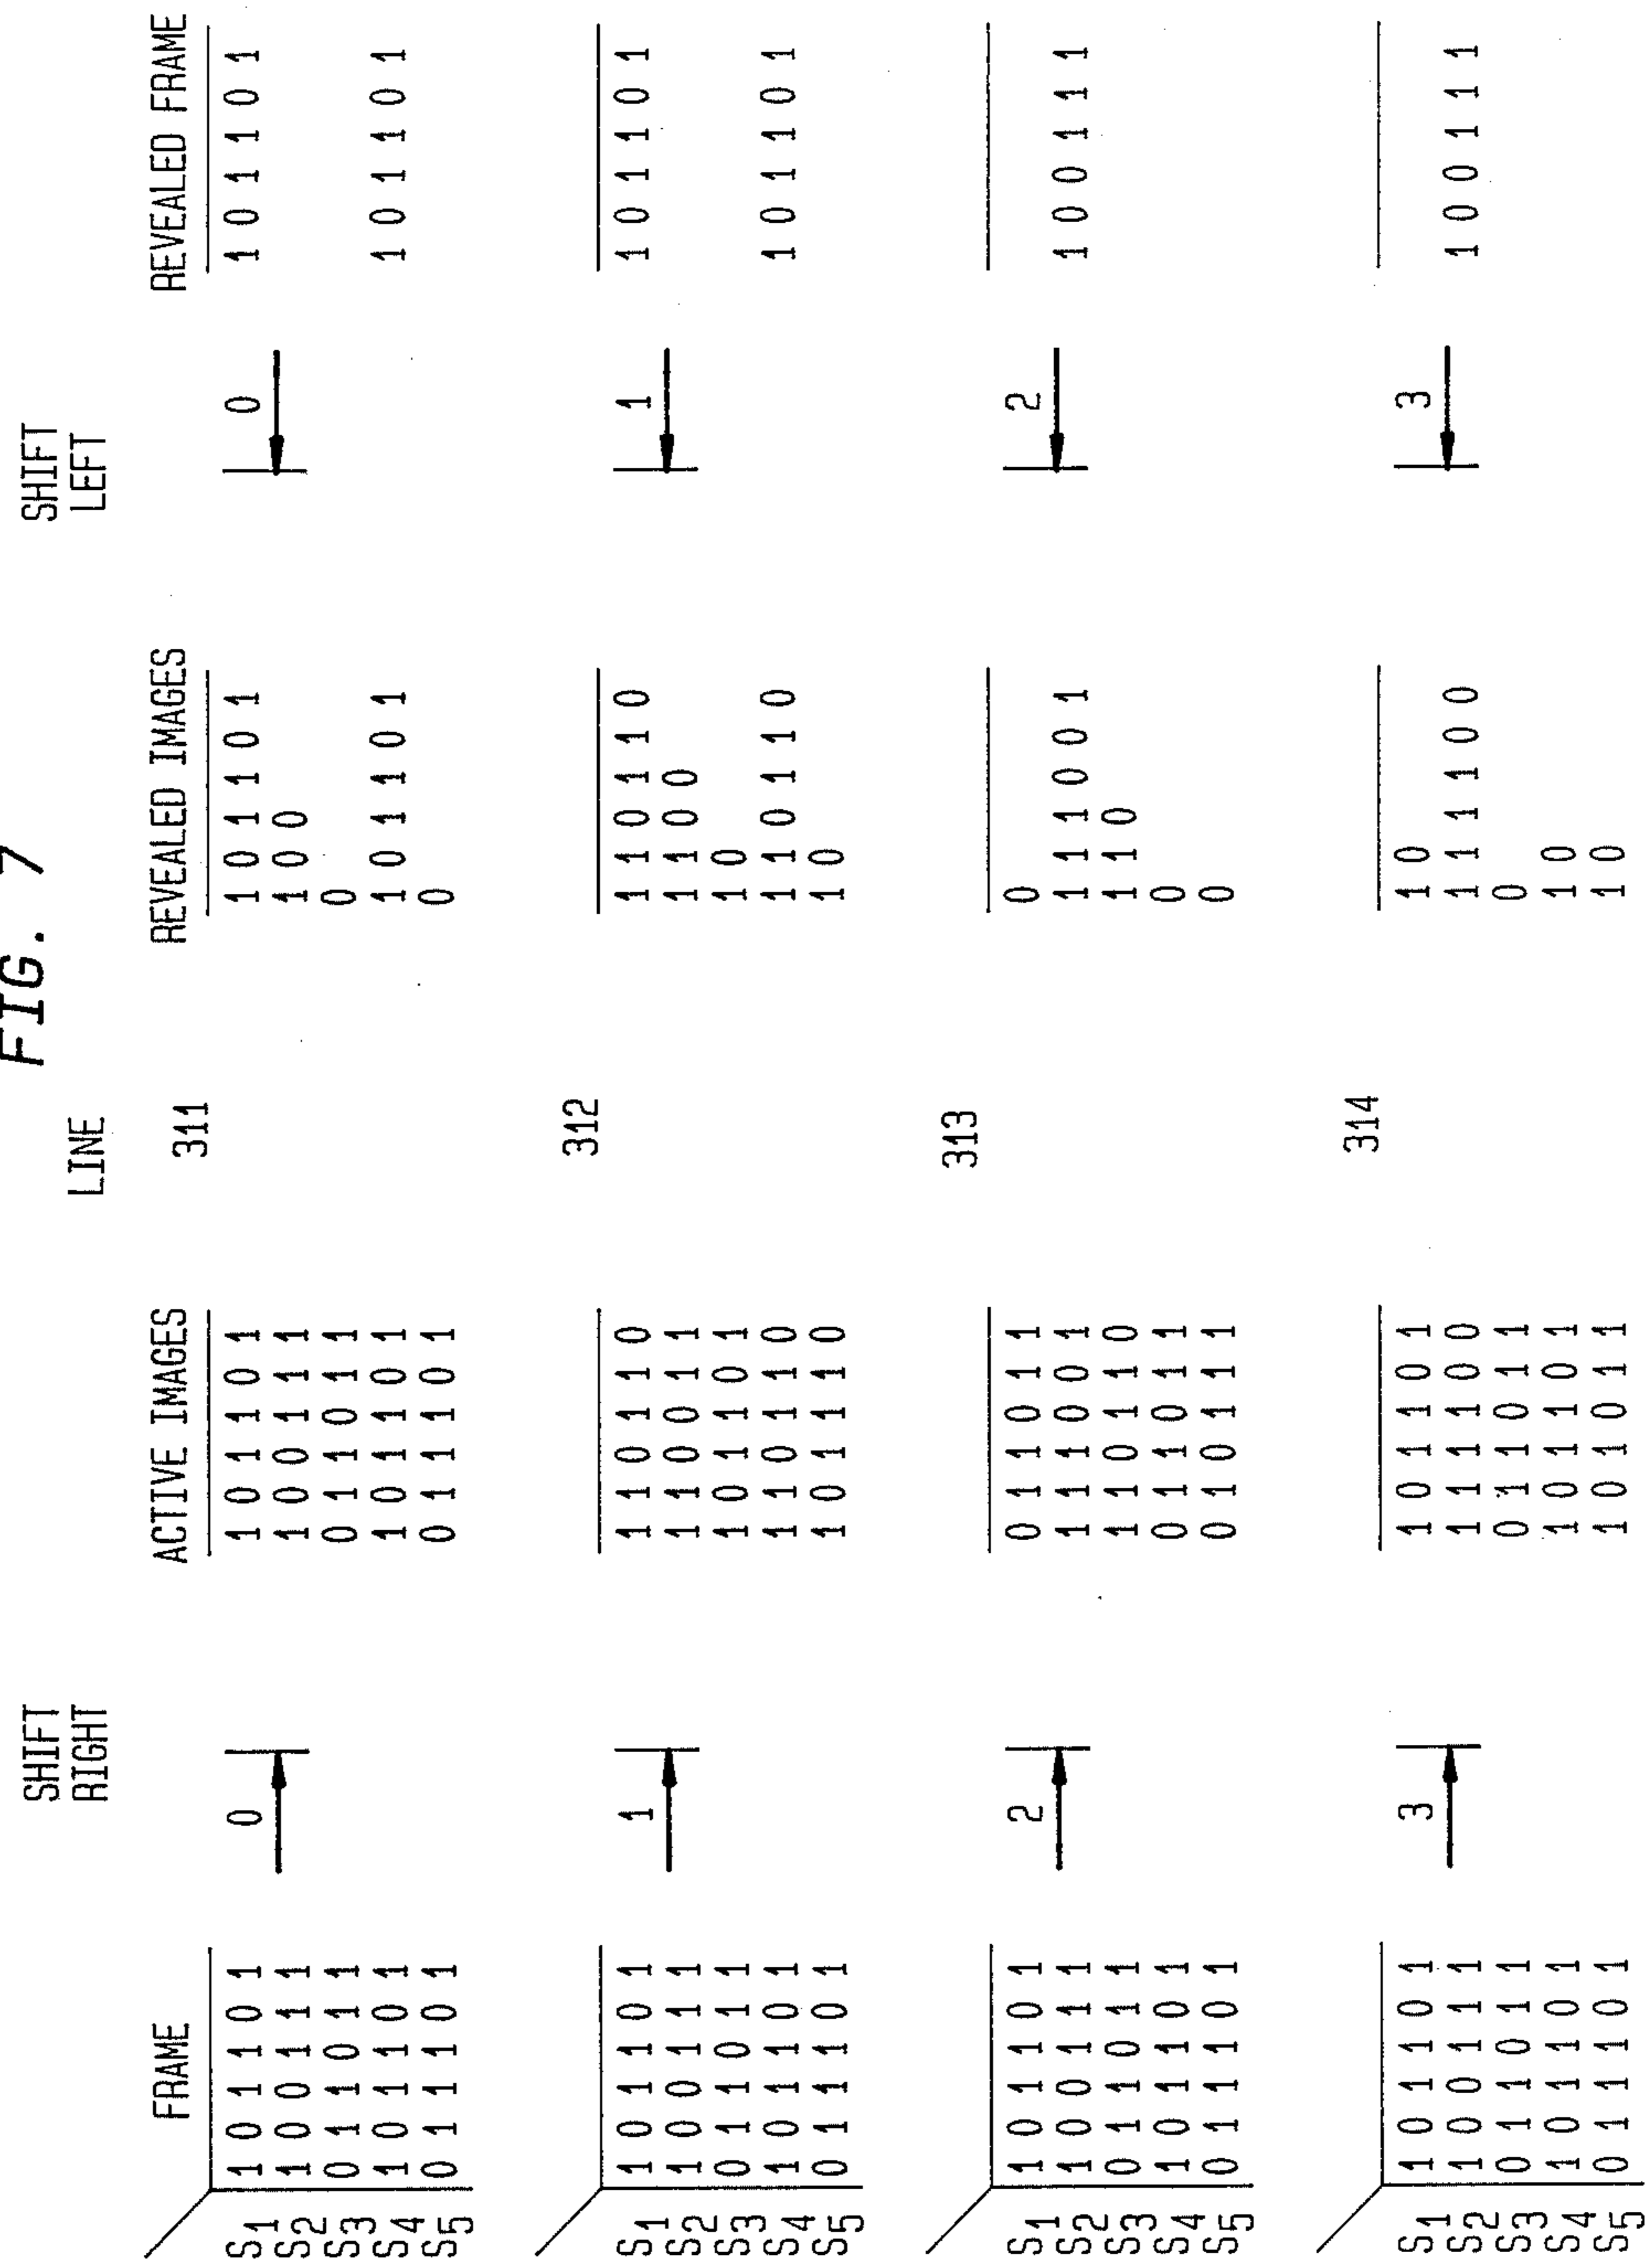 FIG. 7
SHIFT RIGHT LINE SHIFT LEFT
FRAME ACTIVE IMAGES REVEALED IMAGES REVEALED FRAME
311
S1 1 0 1 1 0 1 0 1 0 1 1 0 1 1 0 1 1 0 1 0 1 0 1 1 0 1
S2 1 0 0 1 1 1 1 0 0 1 1 1 1 0 0
S3 0 1 1 0 1 1 0 1 1 0 1 1 0
S4 1 0 1 1 0 1 1 0 1 1 0 1 1 0 1 1 0 1 1 0 1 1 0 1
S5 0 1 1 1 0 1 0 1 1 1 0 1 0
312
S1 1 0 1 1 0 1 1 1 1 0 1 1 0 1 1 0 1 1 0 1 1 0 1 1 0 1
S2 1 0 0 1 1 1 1 1 0 0 1 1 1 1 0 0
S3 0 1 1 0 1 1 1 0 1 1 0 1 1 0
S4 1 0 1 1 0 1 1 1 0 1 1 0 1 1 0 1 1 0 1 0 1 1 0 1
S5 0 1 1 1 0 1 1 0 1 1 1 0 1 0
313
S1 1 0 1 1 0 1 2 0 1 1 0 1 1 0 2
S2 1 0 0 1 1 1 1 1 1 0 0 1 1 1 1 0 0 1 1 0 0 1 1 1
S3 0 1 1 0 1 1 1 1 0 1 1 0 1 1 0
S4 1 0 1 1 0 1 0 1 1 0 1 1 0
S5 0 1 1 1 0 1 0 1 0 1 1 1 0
314
S1 1 0 1 1 0 1 3 1 0 1 1 0 1 1 0 3
S2 1 0 0 1 1 1 1 1 1 1 0 0 1 1 1 1 0 0 1 0 0 1 1 1
S3 0 1 1 0 1 1 0 1 1 0 1 1 0
S4 1 0 1 1 0 1 1 0 1 1 0 1 1 0
S5 0 1 1 1 0 1 1 0 1 0 1 1 1 0